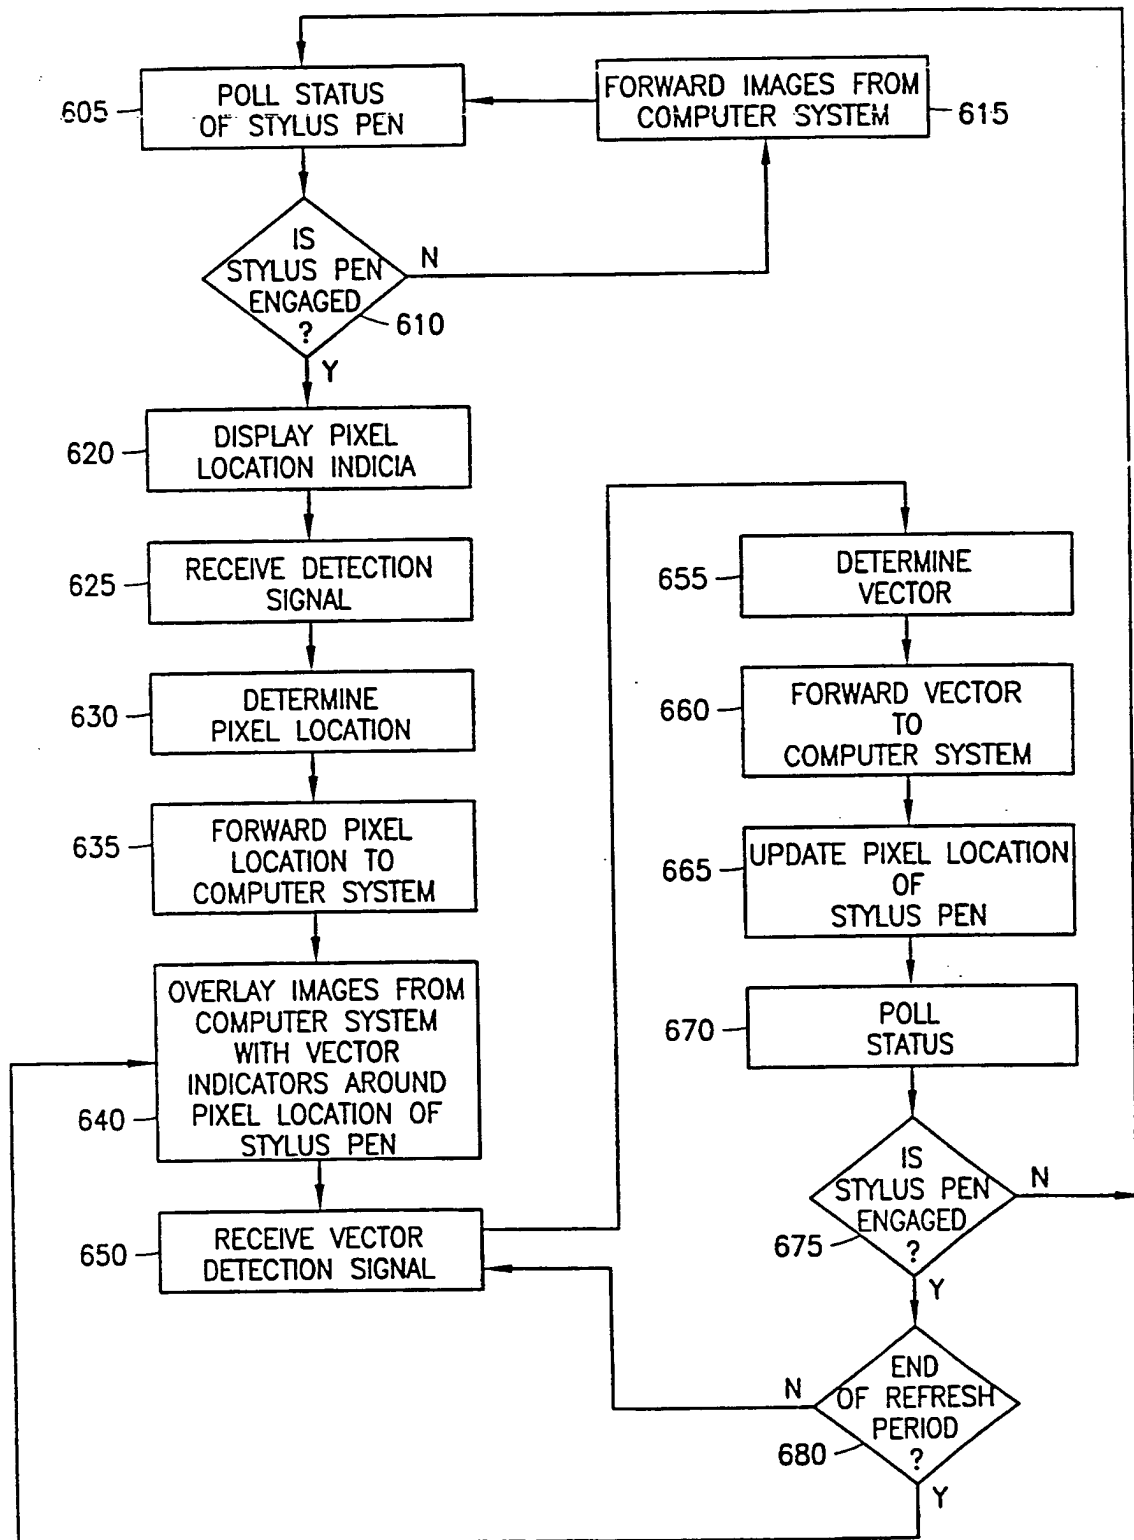 605
POLL STATUS
OF STYLUS PEN
FORWARD IMAGES FROM
COMPUTER SYSTEM
615
IS
STYLUS PEN
ENGAGED
?
610
N
Y
620
DISPLAY PIXEL
LOCATION INDICIA
625
RECEIVE DETECTION
SIGNAL
630
DETERMINE
PIXEL LOCATION
635
FORWARD PIXEL
LOCATION TO
COMPUTER SYSTEM
640
OVERLAY IMAGES FROM
COMPUTER SYSTEM
WITH VECTOR
INDICATORS AROUND
PIXEL LOCATION OF
STYLUS PEN
650
RECEIVE VECTOR
DETECTION SIGNAL
655
DETERMINE
VECTOR
660
FORWARD VECTOR
TO
COMPUTER SYSTEM
665
UPDATE PIXEL LOCATION
OF
STYLUS PEN
670
POLL
STATUS
IS
STYLUS PEN
ENGAGED
?
675
N
Y
END
OF REFRESH
PERIOD
?
680
N
Y